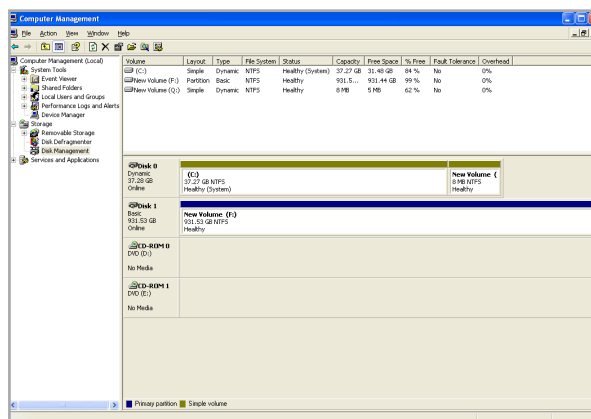 Computer Management
File Action View Window Help
Computer Management (Local)
System Tools
Event Viewer
Shared Folders
Local Users and Groups
Performance Logs and Alerts
Device Manager
Storage
Removable Storage
Disk Defragmenter
Disk Management
Services and Applications
Volume Layout Type File System Status Capacity Free Space % Free Fault Tolerance Overhead
(C:) Simple Dynamic NTFS Healthy (System) 37.27 GB 31.48 GB 84 % No 0%
New Volume (F:) Partition Basic NTFS Healthy 931.5... 931.44 GB 99 % No 0%
New Volume (Q:) Simple Dynamic NTFS Healthy 8 MB 5 MB 62 % No 0%
Disk 0
Dynamic
37.28 GB
Online
(C:)
37.27 GB NTFS
Healthy (System)
New Volume (
8 MB NTFS
Healthy
Disk 1
Basic
931.53 GB
Online
New Volume (F:)
931.53 GB NTFS
Healthy
CD-ROM 0
DVD (D:)
No Media
CD-ROM 1
DVD (E:)
No Media
Primary partition Simple volume